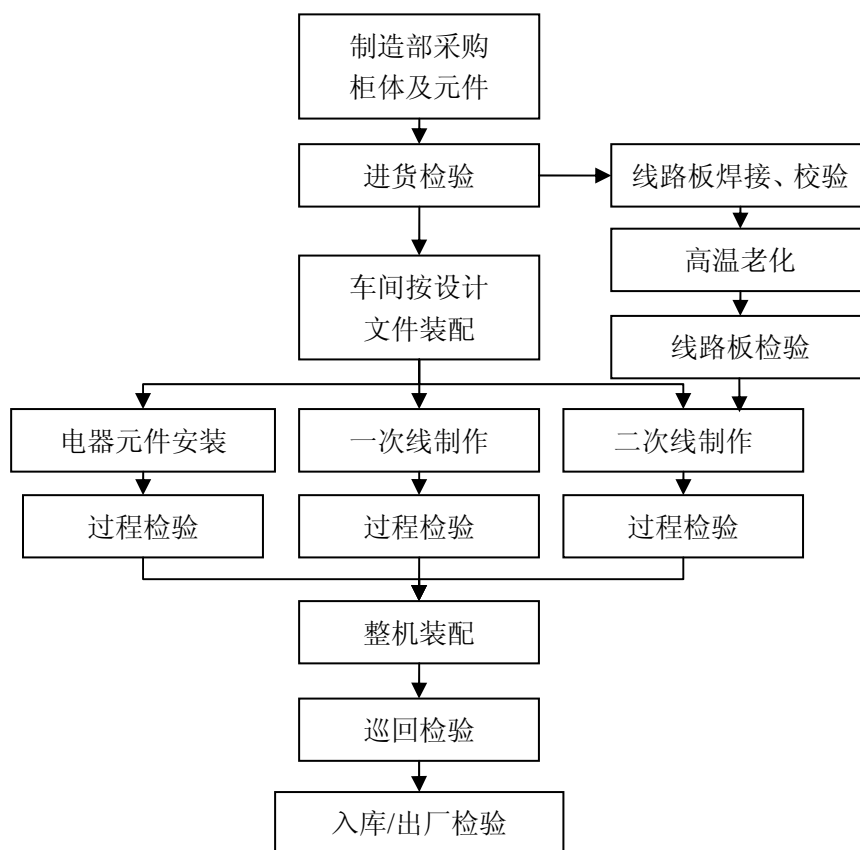 制造部采购
柜体及元件
进货检验
线路板焊接、校验
高温老化
车间按设计
文件装配
线路板检验
电器元件安装
一次线制作
二次线制作
过程检验
过程检验
过程检验
整机装配
巡回检验
入库/出厂检验